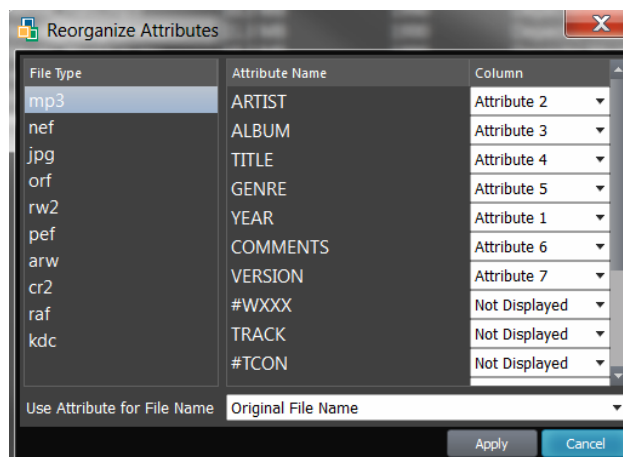 Reorganize Attributes
File Type
Attribute Name
Column
mp3
nef
jpg
orf
rw2
pef
arw
cr2
raf
kdc
ARTIST Attribute 2
ALBUM Attribute 3
TITLE Attribute 4
GENRE Attribute 5
YEAR Attribute 1
COMMENTS Attribute 6
VERSION Attribute 7
#WXXX Not Displayed
TRACK Not Displayed
#TCON Not Displayed
Use Attribute for File Name Original File Name
Apply Cancel